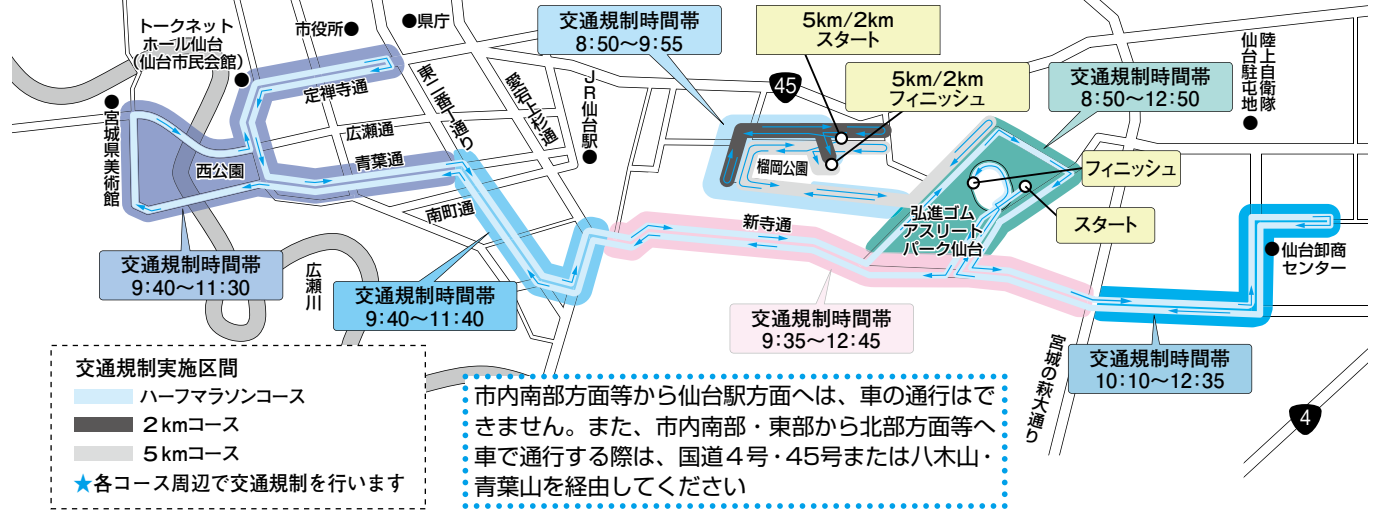 トークネット
ホール仙台
(仙台市民会館)
市役所
県庁
交通規制時間帯
8:50〜9:55
5km/2km
スタート
5km/2km
フィニッシュ
交通規制時間帯
8:50〜12:50
陸上自衛隊
仙台駐屯地
45
定禅寺通
東二番丁通り
愛宕上杉通
JR仙台駅
宮城県美術館
広瀬通
青葉通
西公園
南町通
榴岡公園
フィニッシュ
スタート
弘進ゴム
アスリート
パーク仙台
新寺通
仙台卸商
センター
交通規制時間帯
9:40〜11:30
広瀬川
交通規制時間帯
9:40〜11:40
交通規制時間帯
9:35〜12:45
交通規制時間帯
10:10〜12:35
宮城の萩大通り
4
交通規制実施区間
ハーフマラソンコース
2kmコース
5kmコース
★各コース周辺で交通規制を行います
市内南部方面等から仙台駅方面へは、車の通行はで
きません。また、市内南部・東部から北部方面等へ
車で通行する際は、国道4号・45号または八木山・
青葉山を経由してください